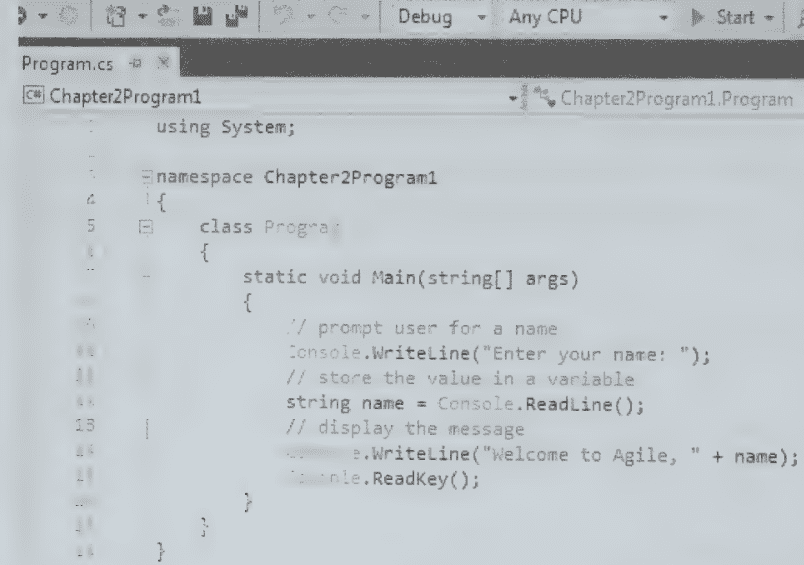 Debug Any CPU Start
Program.cs
C# Chapter2Program1 Chapter2Program1.Program
using System;
namespace Chapter2Program1
4 {
5 class
{
static void Main(string[] args)
{
// prompt user for a name
Console.WriteLine("Enter your name: ");
// store the value in a variable
string name = Console.ReadLine();
13 // display the message
.WriteLine("Welcome to Agile, " + name);
.ReadKey();
}
}
}